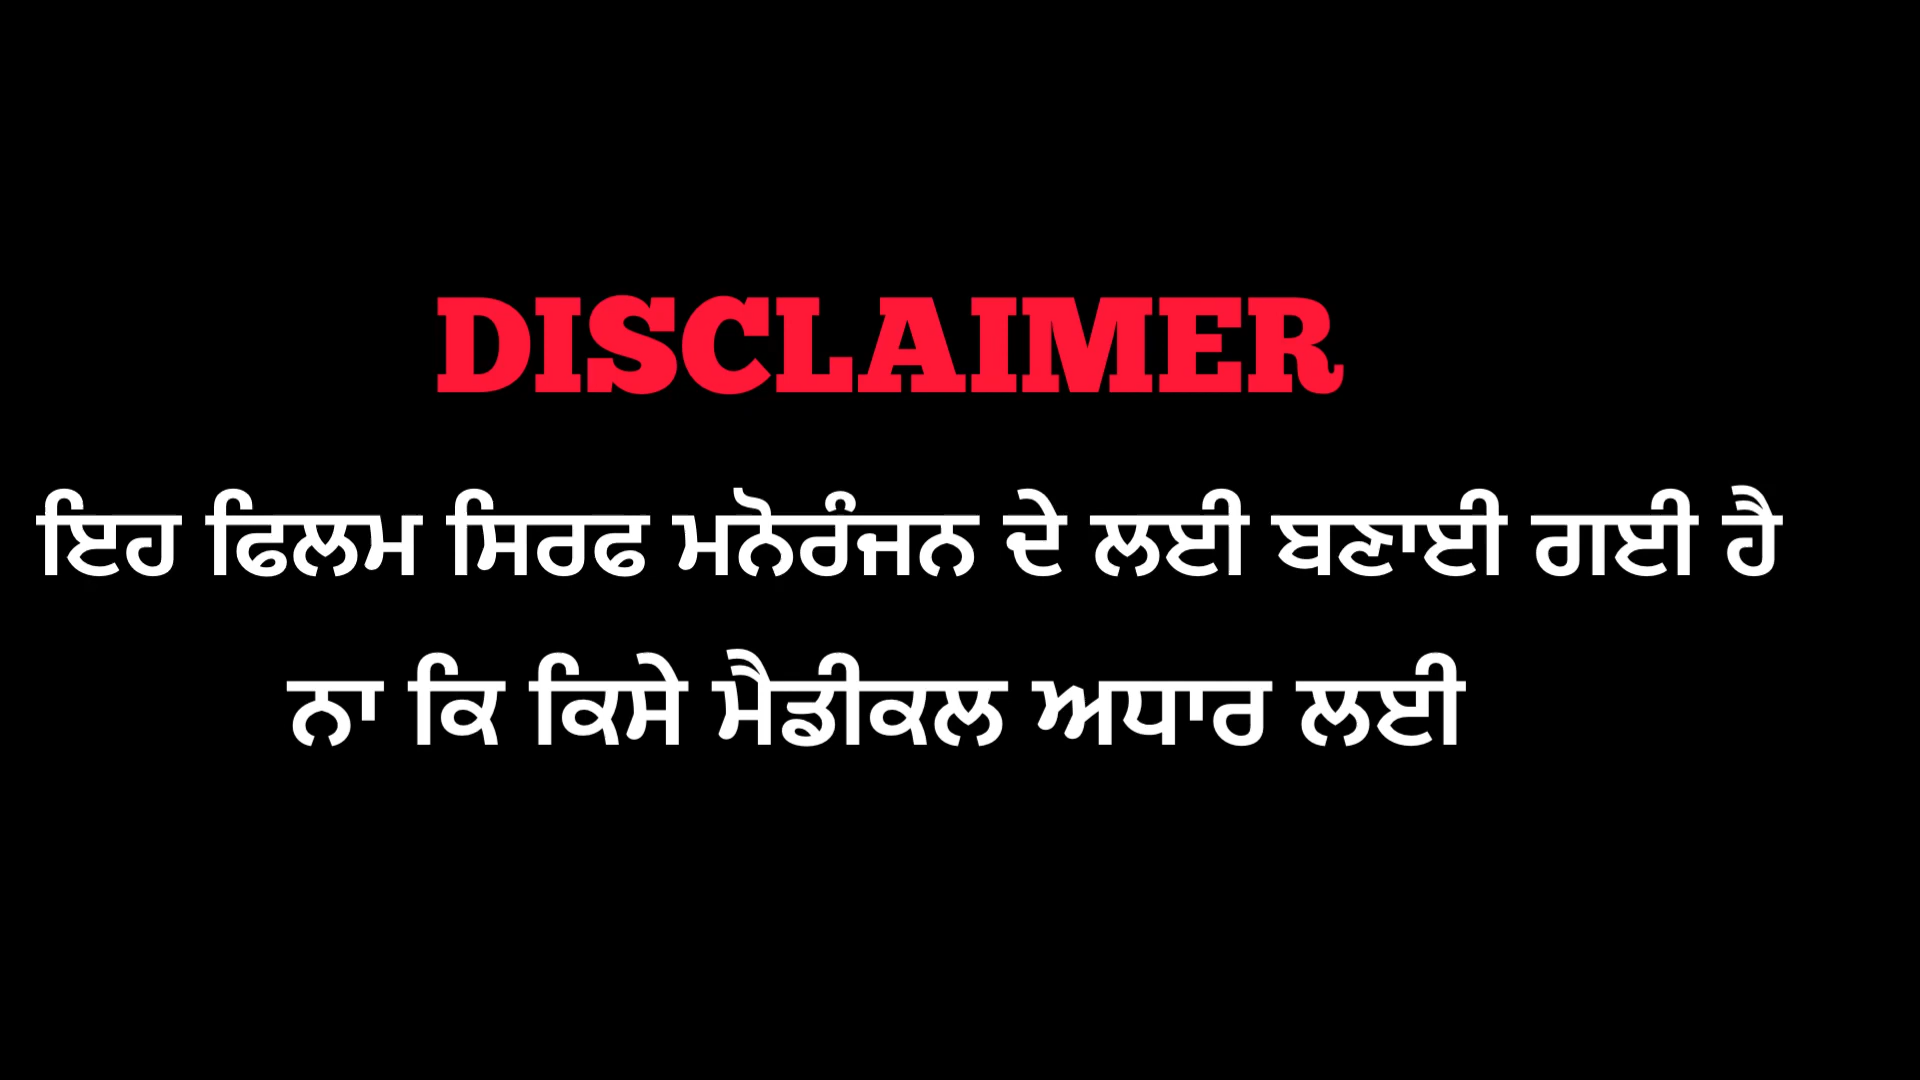 DISCLAIMER
ਇਹ ਫਿਲਮ ਸਿਰਫ ਮਨੋਰੰਜਨ ਦੇ ਲਈ ਬਣਾਈ ਗਈ ਹੈ
ਨਾ ਕਿ ਕਿਸੇ ਮੈਡੀਕਲ ਅਧਾਰ ਲਈ